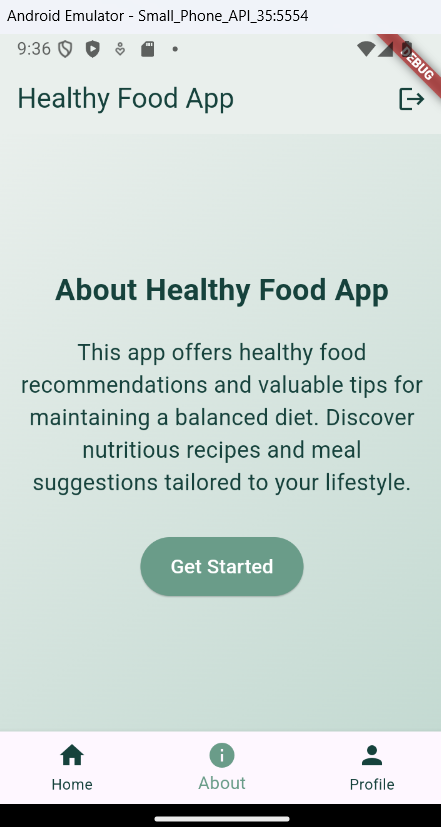 Android Emulator - Small_Phone_API_35:5554
9:36
DEBUG
Healthy Food App
About Healthy Food App
This app offers healthy food
recommendations and valuable tips for
maintaining a balanced diet. Discover
nutritious recipes and meal
suggestions tailored to your lifestyle.
Get Started
Home
About
Profile